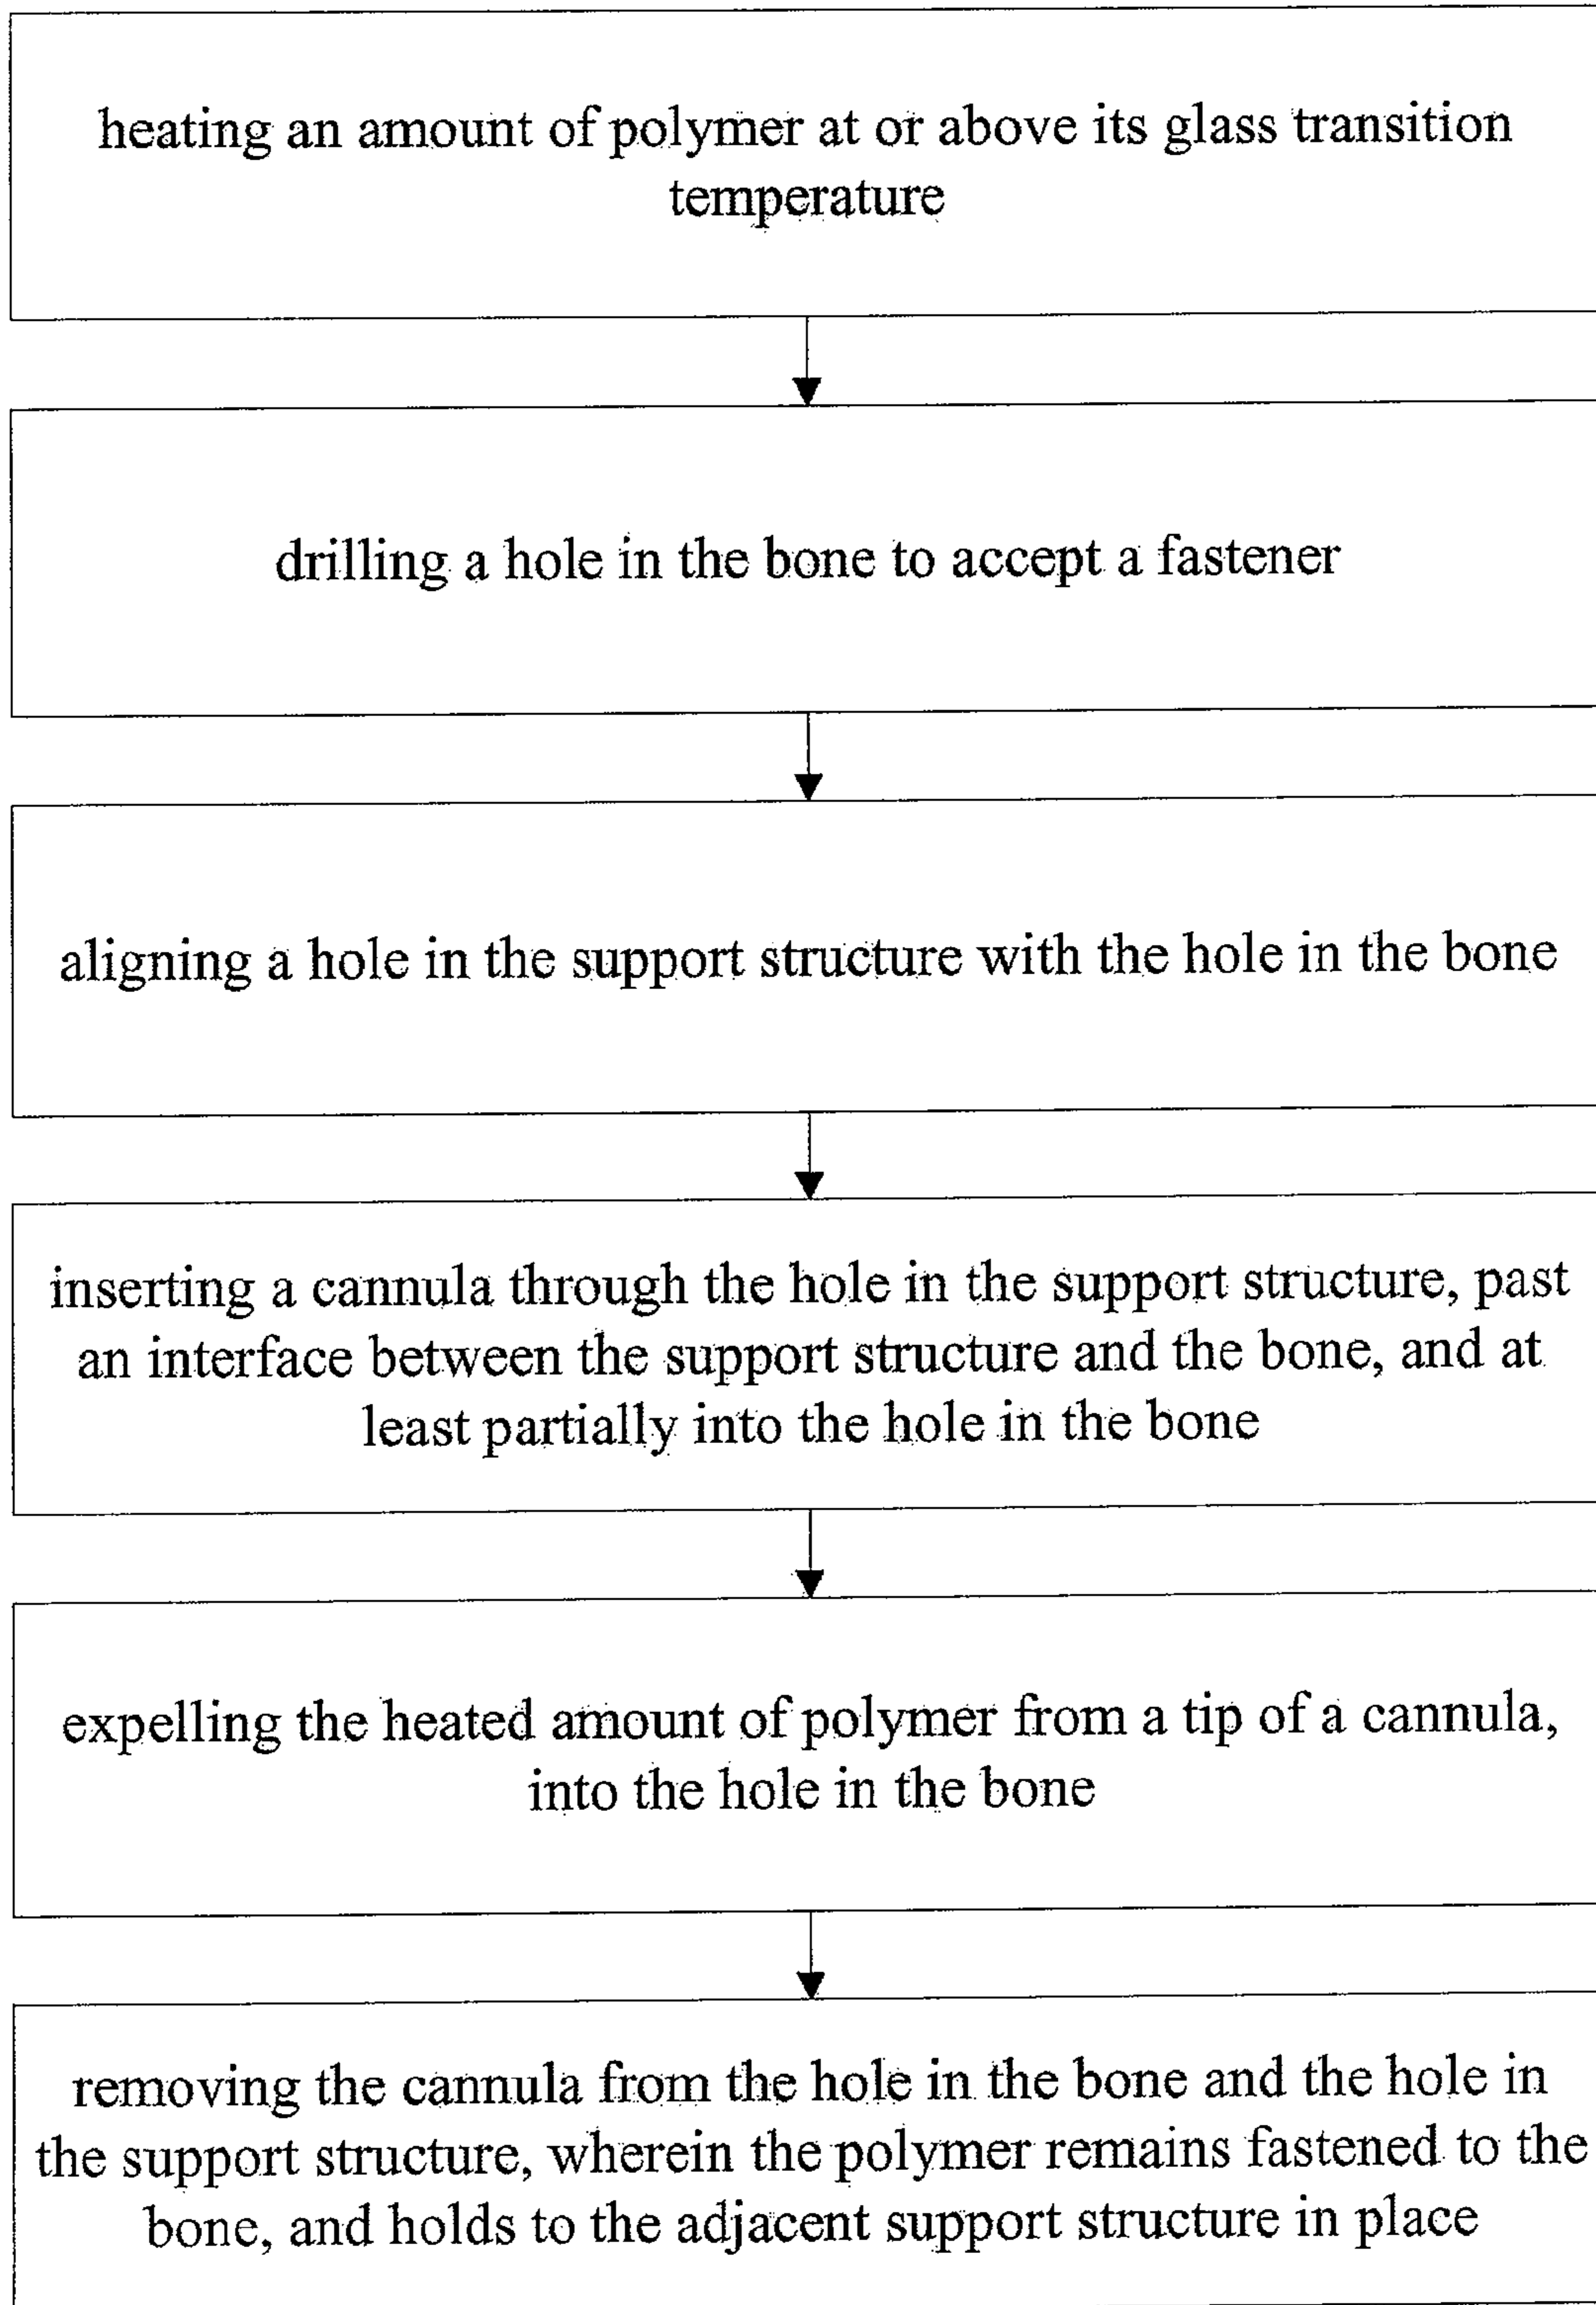 heating an amount of polymer at or above its glass transition
temperature
drilling a hole in the bone to accept a fastener
aligning a hole in the support structure with the hole in the bone
inserting a cannula through the hole in the support structure, past
an interface between the support structure and the bone, and at
least partially into the hole in the bone
expelling the heated amount of polymer from a tip of a cannula,
into the hole in the bone
removing the cannula from the hole in the bone and the hole in
the support structure, wherein the polymer remains fastened to the
bone, and holds to the adjacent support structure in place